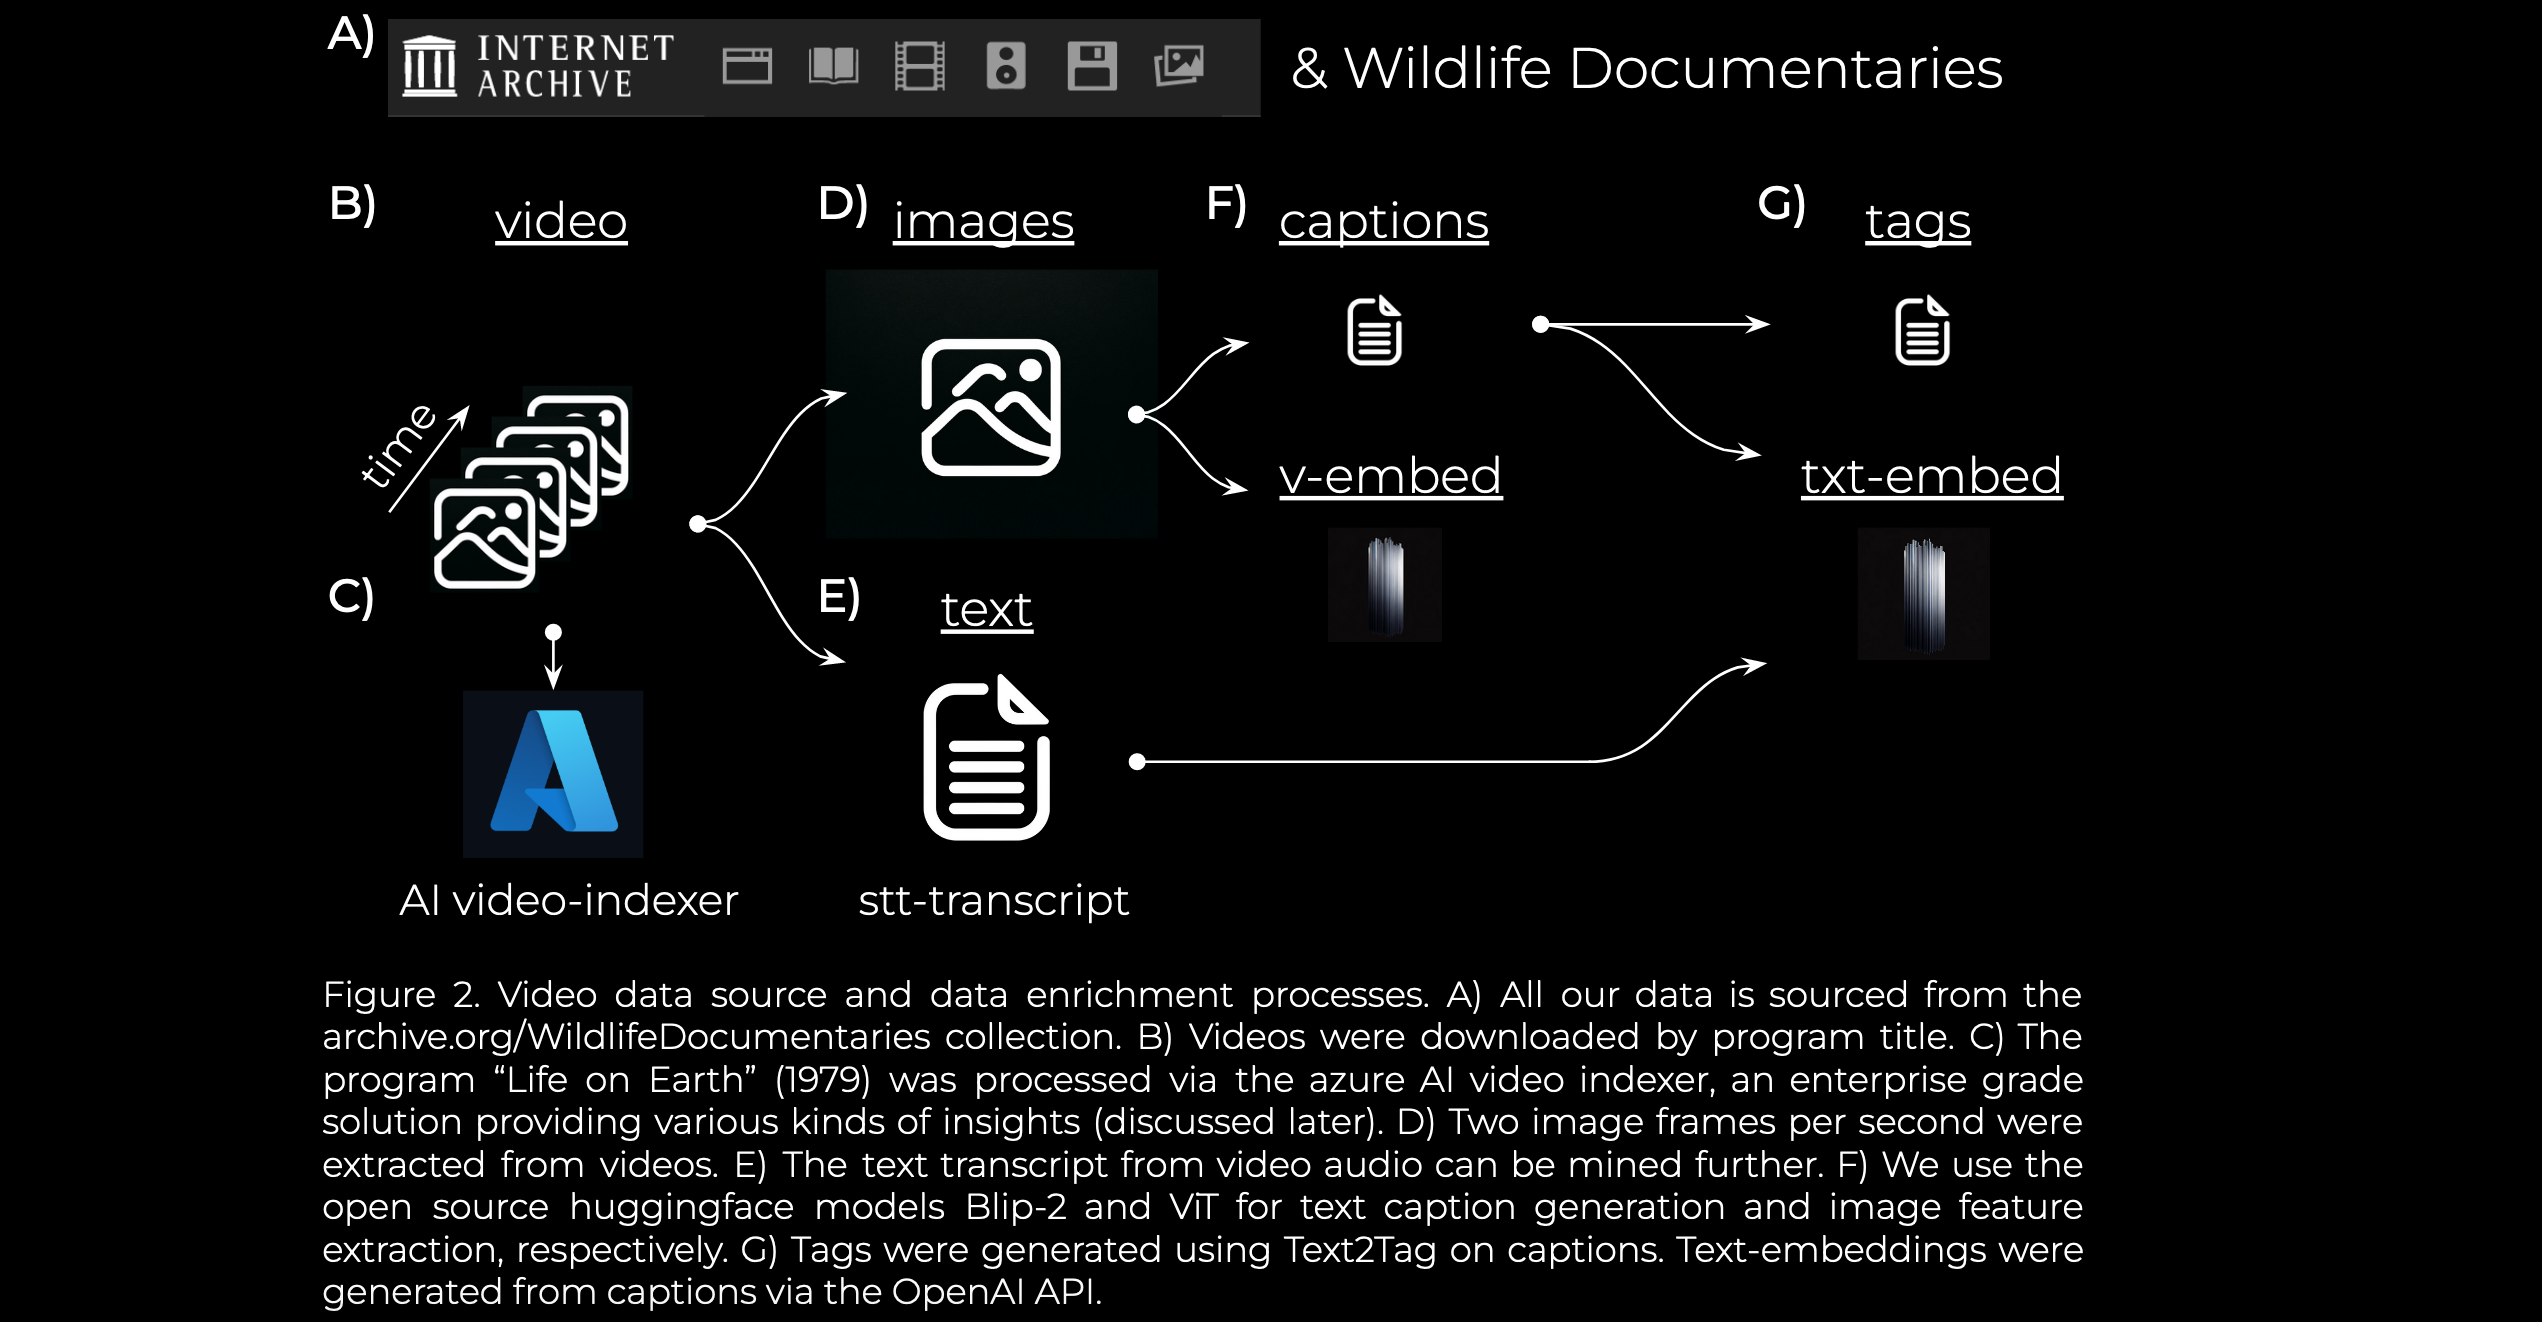 A)
INTERNET
ARCHIVE
& Wildlife Documentaries
B)
video
D)
images
F)
captions
G)
tags
time
v-embed
txt-embed
C)
E)
text
AI video-indexer
stt-transcript
Figure 2. Video data source and data enrichment processes. A) All our data is sourced from the
archive.org/WildlifeDocumentaries collection. B) Videos were downloaded by program title. C) The
program “Life on Earth” (1979) was processed via the azure AI video indexer, an enterprise grade
solution providing various kinds of insights (discussed later). D) Two image frames per second were
extracted from videos. E) The text transcript from video audio can be mined further. F) We use the
open source huggingface models Blip-2 and ViT for text caption generation and image feature
extraction, respectively. G) Tags were generated using Text2Tag on captions. Text-embeddings were
generated from captions via the OpenAI API.